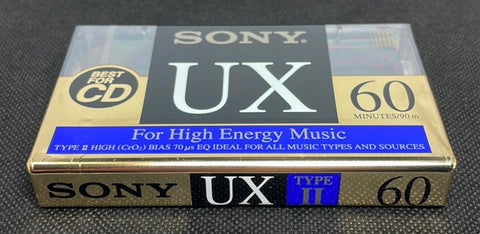 SONY
BEST
FOR
CD
UX
60
MINUTES/90 m
For High Energy Music
TYPE II HIGH (CrO₂) BIAS 70 µs EQ IDEAL FOR ALL MUSIC TYPES AND SOURCES
SONY UX TYPE II 60